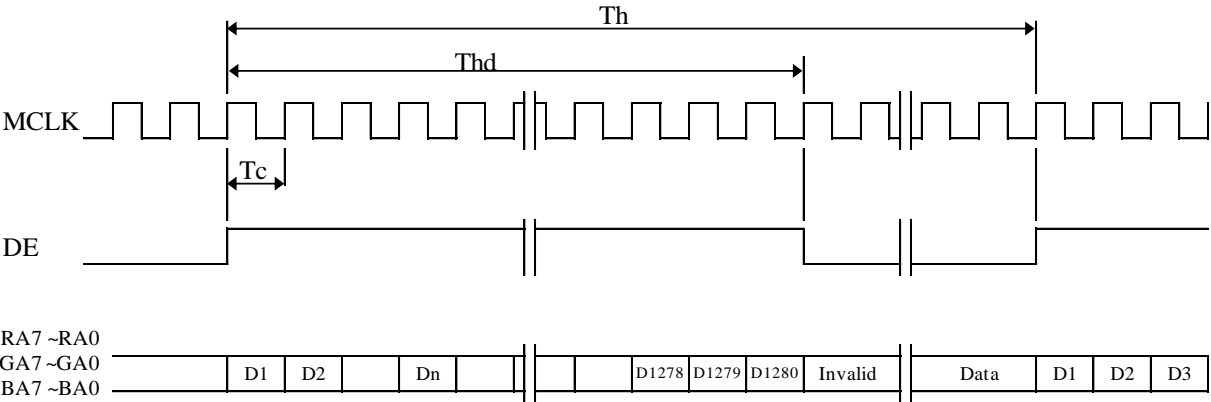 Th
Thd
MCLK
Tc
DE
RA7 ~RA0
GA7 ~GA0
BA7 ~BA0
D1 D2 Dn D1278 D1279 D1280 Invalid Data D1 D2 D3